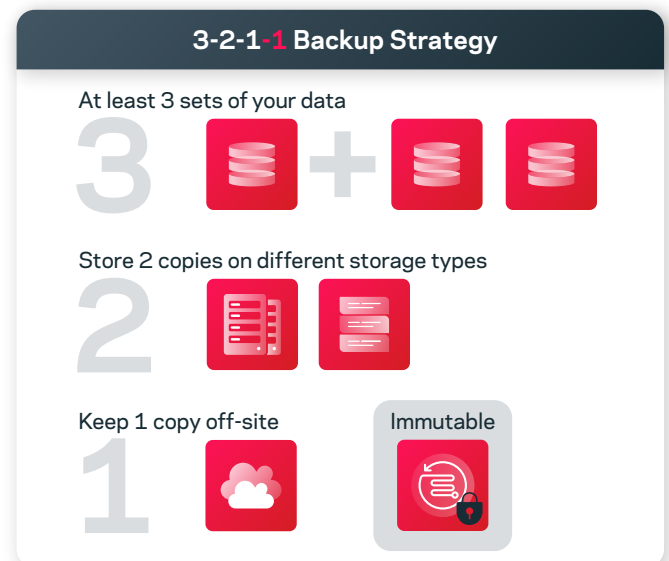 3-2-1-1 Backup Strategy
At least 3 sets of your data
3 +
Store 2 copies on different storage types
2
Keep 1 copy off-site
Immutable
1